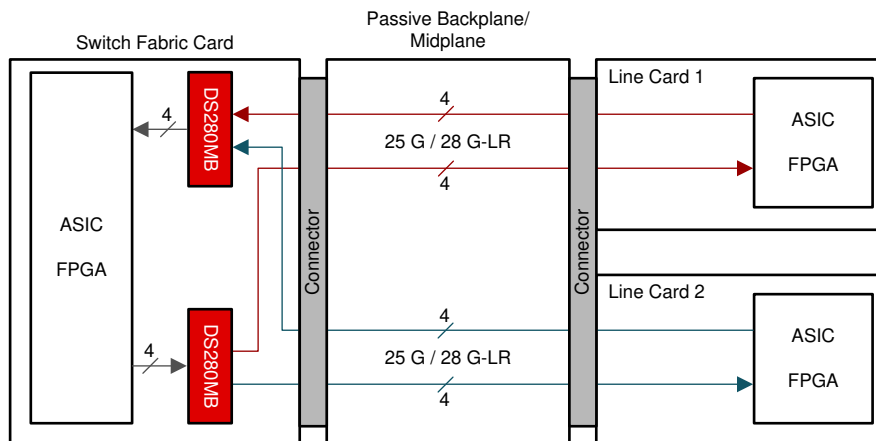 Passive Backplane/
Midplane
Switch Fabric Card
ASIC
FPGA
4
DS280MB
4
DS280MB
Connector
4
25 G / 28 G-LR
4
4
25 G / 28 G-LR
4
Connector
Line Card 1
ASIC
FPGA
Line Card 2
ASIC
FPGA